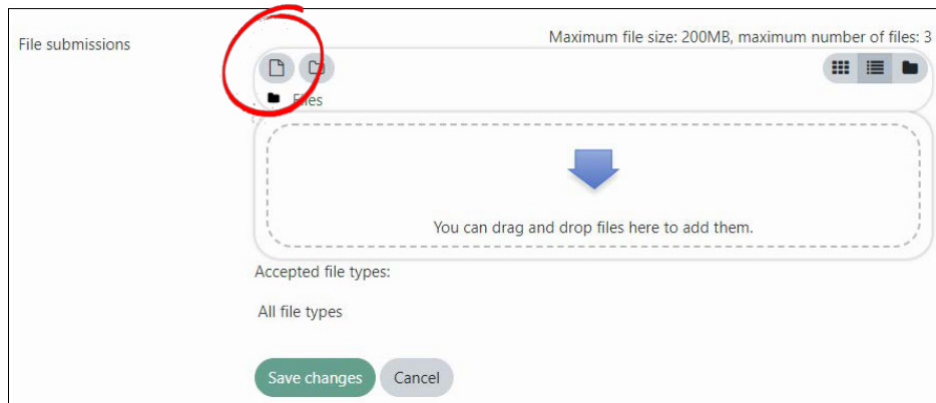 File submissions
Maximum file size: 200MB, maximum number of files: 3
Files
You can drag and drop files here to add them.
Accepted file types:
All file types
Save changes Cancel